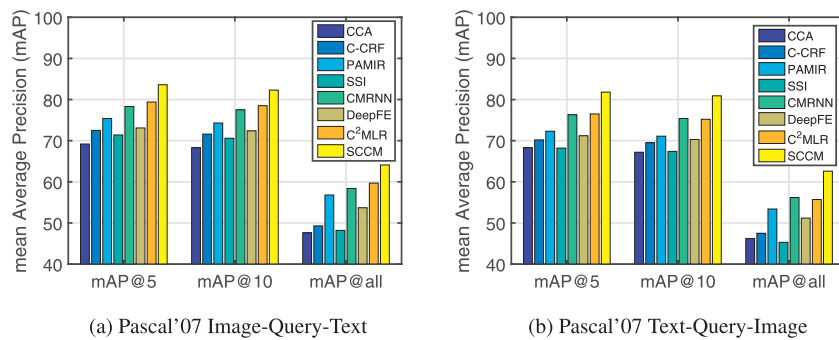 mean Average Precision (mAP)
100
90
80
70
60
50
40
CCA
C-CRF
PAMIR
SSI
CMRNN
DeepFE
C²MLR
SCCM
mAP@5 mAP@10 mAP@all
(a) Pascal’07 Image-Query-Text
mean Average Precision (mAP)
100
90
80
70
60
50
40
CCA
C-CRF
PAMIR
SSI
CMRNN
DeepFE
C²MLR
SCCM
mAP@5 mAP@10 mAP@all
(b) Pascal’07 Text-Query-Image